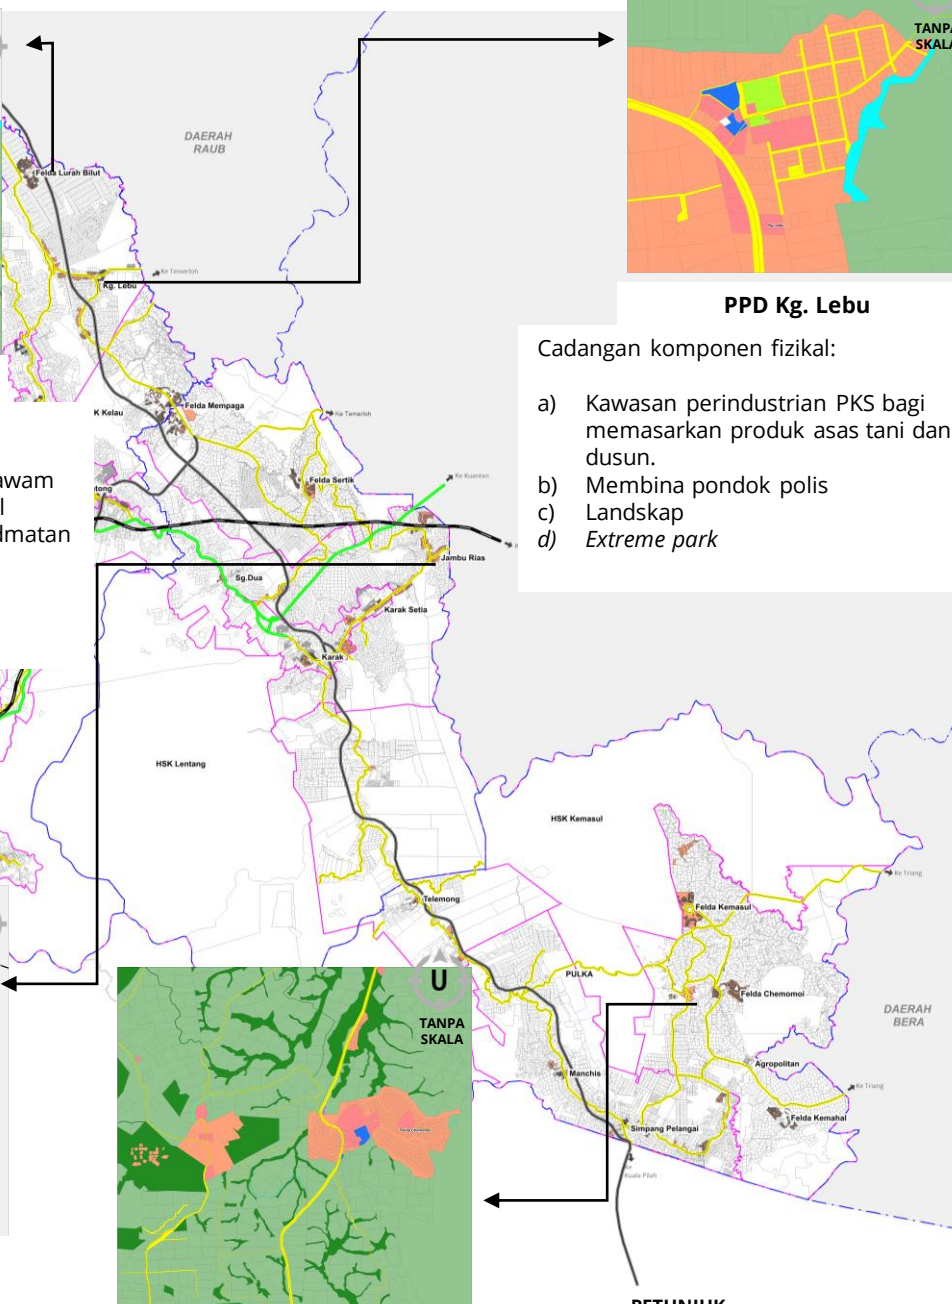 TANPA
SKALA
DAERAH
RAUB
Felda Lurah Bilut
Ke Temerloh
Kg. Lebu
PPD Kg. Lebu
Cadangan komponen fizikal:
a) Kawasan perindustrian PKS bagi
memasarkan produk asas tani dan
dusun.
b) Membina pondok polis
c) Landskap
d) Extreme park
K Kelau
Felda Mempaga
Ke Temerloh
awam
l
dmatan
tong
Felda Sertik
Ke Kuantan
Jambu Rias
Sg.Dua
Karak Setia
Karak
HSK Lentang
HSK Kemasul
Ke Triang
Telemong
Felda Kemasul
PULKA
Felda Chemomoi
DAERAH
BERA
U
TANPA
SKALA
Manchis
Agropolitan
Ke Triang
Felda Kemahal
Simpang Pelangai
Ke
Kuala Pilah
Felda Chemomoi
PETUNJUK